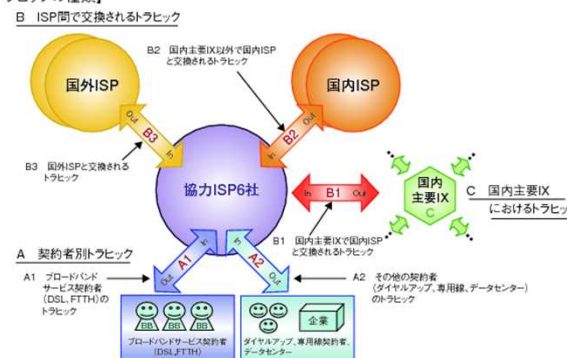 B ISP間で交換されるトラヒック
B2 国内主要IX以外で国内ISP
と交換されるトラヒック
国外ISP
国内ISP
Out
B3
In
Out
B2
In
B3 国外ISPと交換される
トラヒック
協力ISP6社
In
B1
Out
国内
主要IX
C
C 国内主要IX
におけるトラヒ
B1 国内主要IXで国内ISP
と交換されるトラヒック
A 契約者別トラヒック
In
A1
Out
In
A2
Out
A1 ブロードバンド
サービス契約者
(DSL、FTTH)の
トラヒック
A2 その他の契約者
(ダイヤルアップ、専用線、データセンター)
のトラヒック
BB
BB
BB
企業
ブロードバンドサービス契約者
(DSL,FTTH)
ダイヤルアップ、専用線契約者、
データセンター